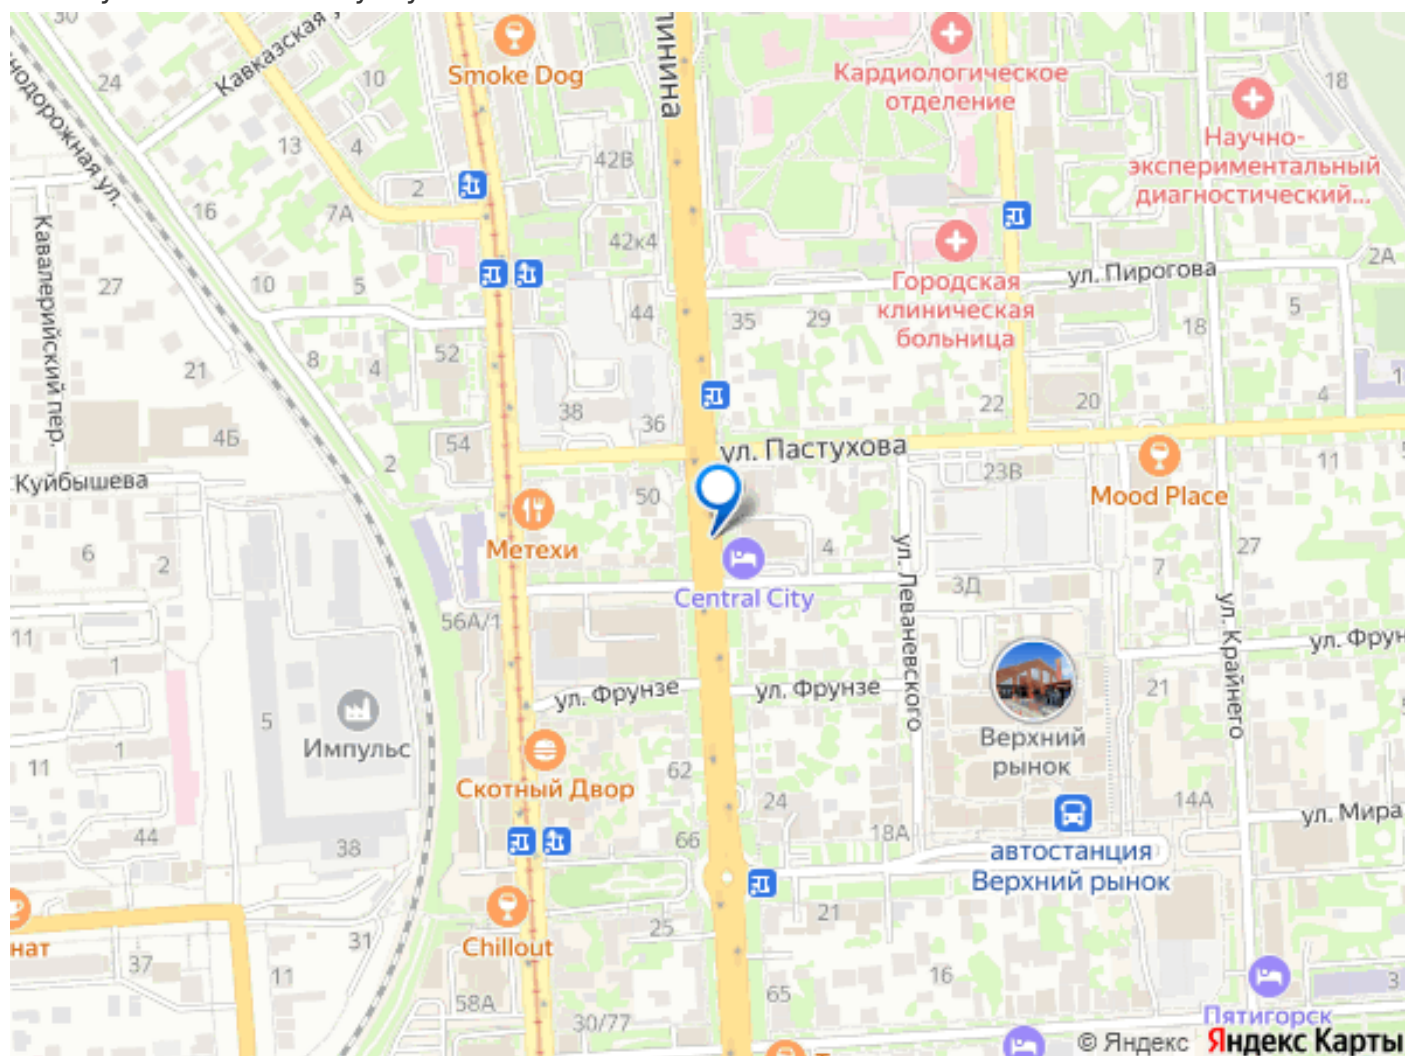 30
Кавказская
24
10
Smoke Dog
Кардиологическое
отделение
18
Научно-
экспериментальный
диагностический...
13
4
42В
2
16
7А
Кавалерийский пер.
42к4
ул. Пирогова
2А
27
10
5
44
Городская
клиническая
больница
35
29
18
5
8
4
52
21
38
36
22
20
4
4Б
54
ул. Пастухова
2
Куйбышева
50
23В
11
Mood Place
Метехи
6
2
4
27
7
ул. Леваневского
3Д
Central City
56А/1
ул. Крайнего
11
1
ул. Фрунзе
ул. Фрунзе
21
5
Импульс
Верхний
рынок
1
11
62
Скотный Двор
24
14А
ул. Мира
44
38
66
18А
автостанция
Верхний рынок
25
21
Chillout
31
37
11
16
58А
65
30/77
3
Пятигорск
© Яндекс Яндекс Карты